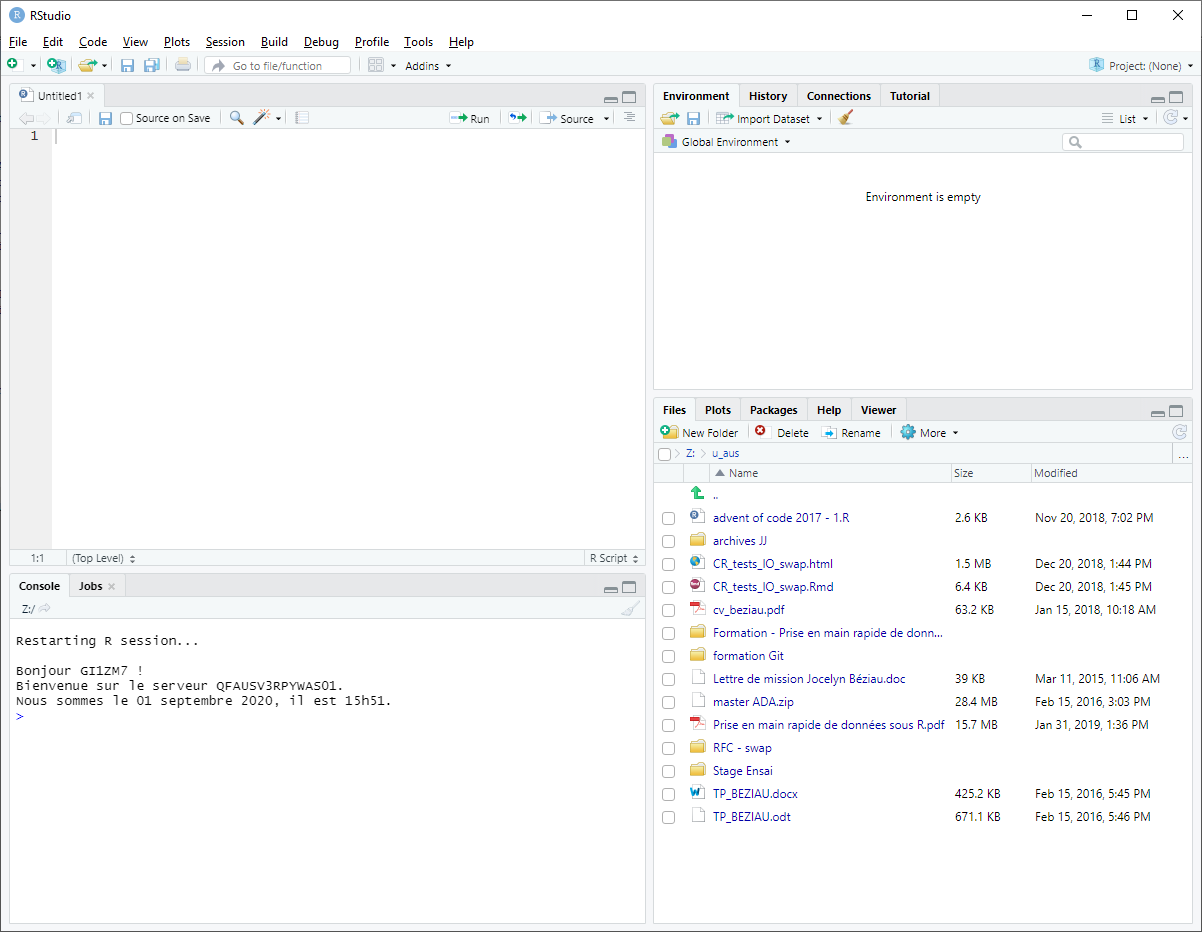 RStudio
File Edit Code View Plots Session Build Debug Profile Tools Help
Go to file/function Addins Project: (None)
Untitled1
Source on Save Run Source
1
1:1 (Top Level) R Script
Console Jobs
Z:/
Restarting R session...
Bonjour GI1ZM7 !
Bienvenue sur le serveur QFAUSV3RPYWAS01.
Nous sommes le 01 septembre 2020, il est 15h51.
>
Environment History Connections Tutorial
Import Dataset List
Global Environment
Environment is empty
Files Plots Packages Help Viewer
New Folder Delete Rename More
Z: u_aus ...
Name Size Modified
..
advent of code 2017 - 1.R 2.6 KB Nov 20, 2018, 7:02 PM
archives JJ
CR_tests_IO_swap.html 1.5 MB Dec 20, 2018, 1:44 PM
CR_tests_IO_swap.Rmd 6.4 KB Dec 20, 2018, 1:45 PM
cv_beziau.pdf 63.2 KB Jan 15, 2018, 10:18 AM
Formation - Prise en main rapide de donn...
formation Git
Lettre de mission Jocelyn Béziau.doc 39 KB Mar 11, 2015, 11:06 AM
master ADA.zip 28.4 MB Feb 15, 2016, 3:03 PM
Prise en main rapide de données sous R.pdf 15.7 MB Jan 31, 2019, 1:36 PM
RFC - swap
Stage Ensai
TP_BEZIAU.docx 425.2 KB Feb 15, 2016, 5:45 PM
TP_BEZIAU.odt 671.1 KB Feb 15, 2016, 5:46 PM